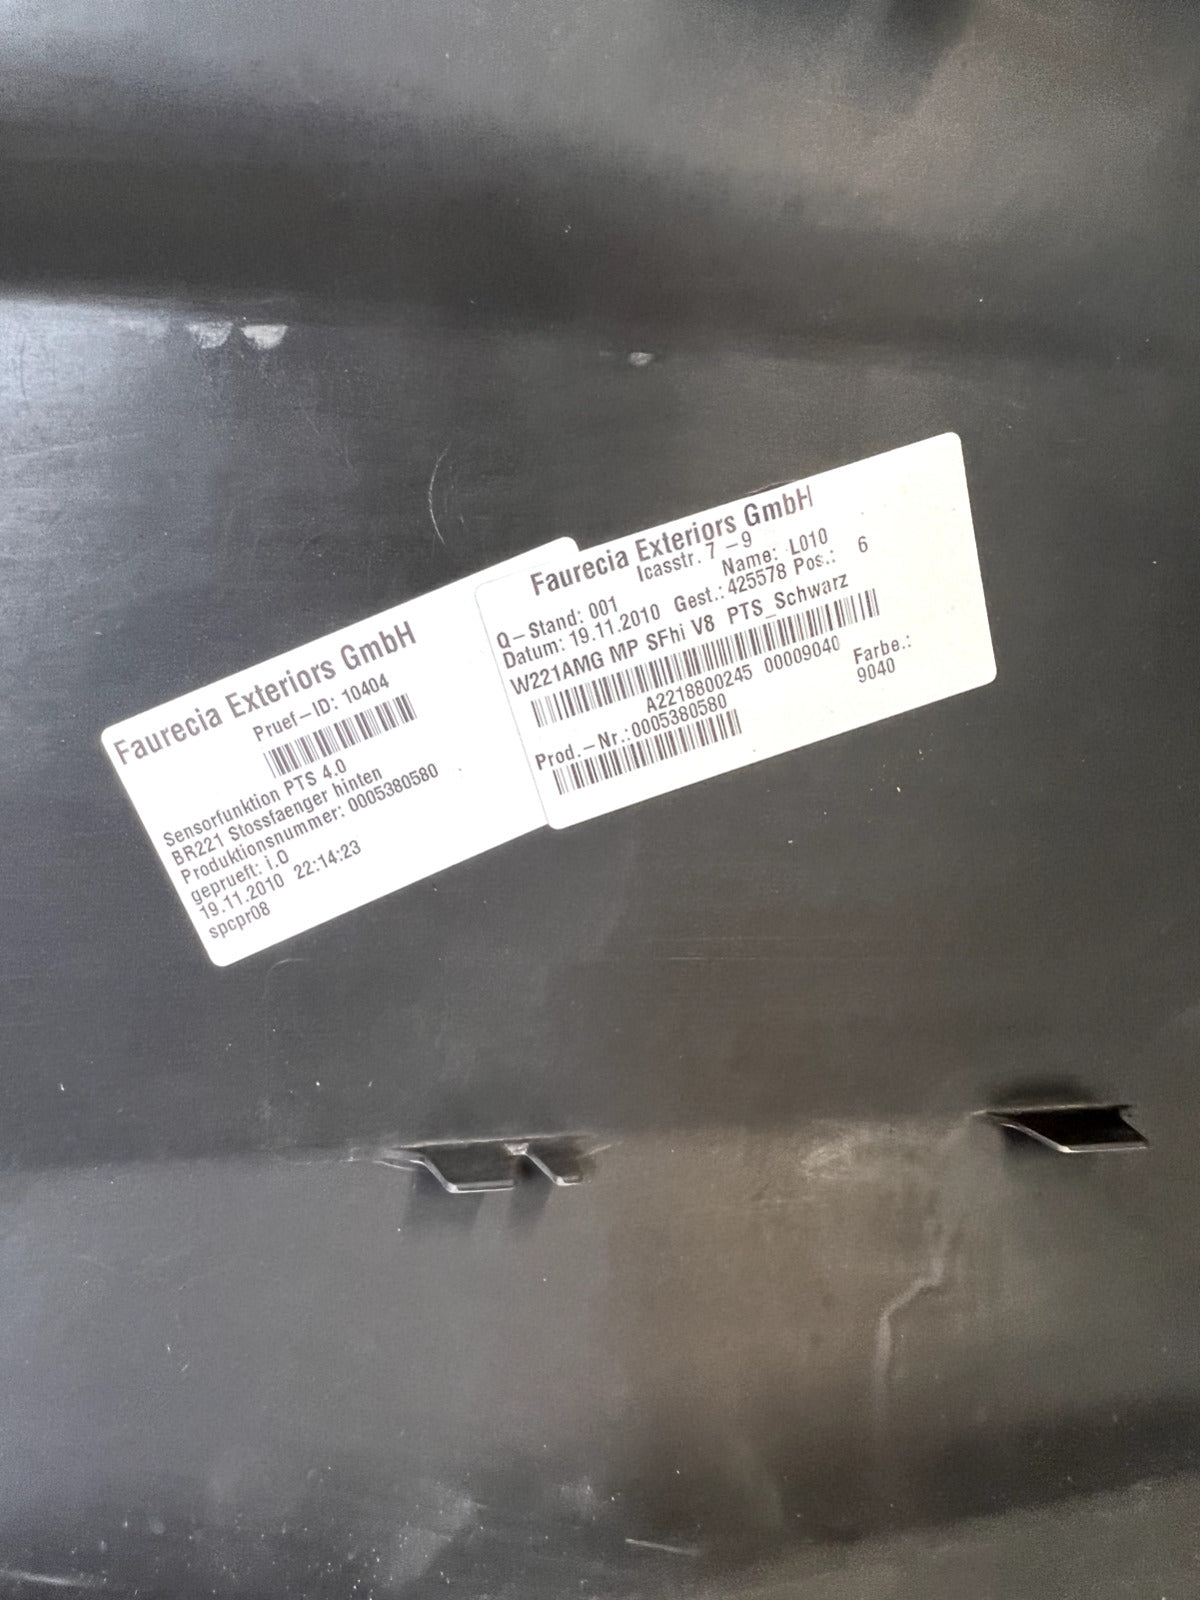 Faurecia Exteriors GmbH
Pruef-ID: 10404
Sensorfunktion PTS 4.0
BR221 Stossfaenger hinten
Produktionsnummer: 0005380580
geprueft: i.O
19.11.2010 22:14:23
spcpr08
Faurecia Exteriors GmbH
Icasstr. 7-9
Q-Stand: 001 Name: L010
Datum: 19.11.2010 Gest.: 425578 Pos.: 6
W221AMG MP SFhi V8 PTS_Schwarz
A2218800245 00009040
Farbe.:
Prod.-Nr.:0005380580 9040